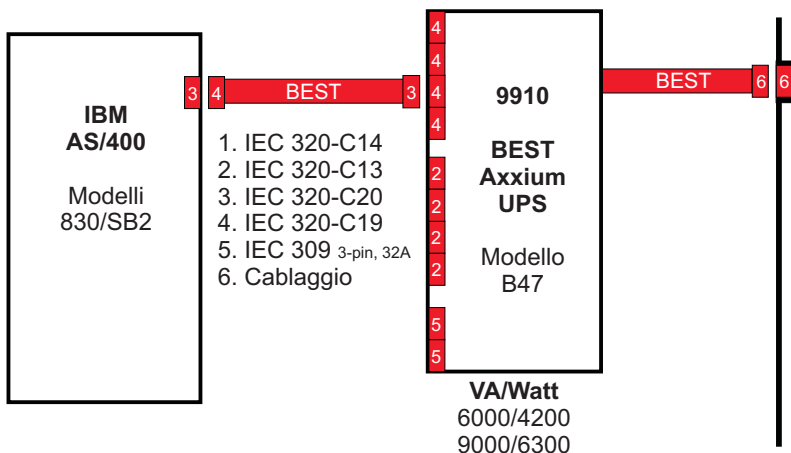 IBM
AS/400
Modelli
830/SB2
3
4 BEST 3
1. IEC 320-C14
2. IEC 320-C13
3. IEC 320-C20
4. IEC 320-C19
5. IEC 309 3-pin, 32A
6. Cablaggio
4
4
4
4
2
2
2
2
5
5
9910
BEST
Axxium
UPS
Modello
B47
VA/Watt
6000/4200
9000/6300
BEST 6
6